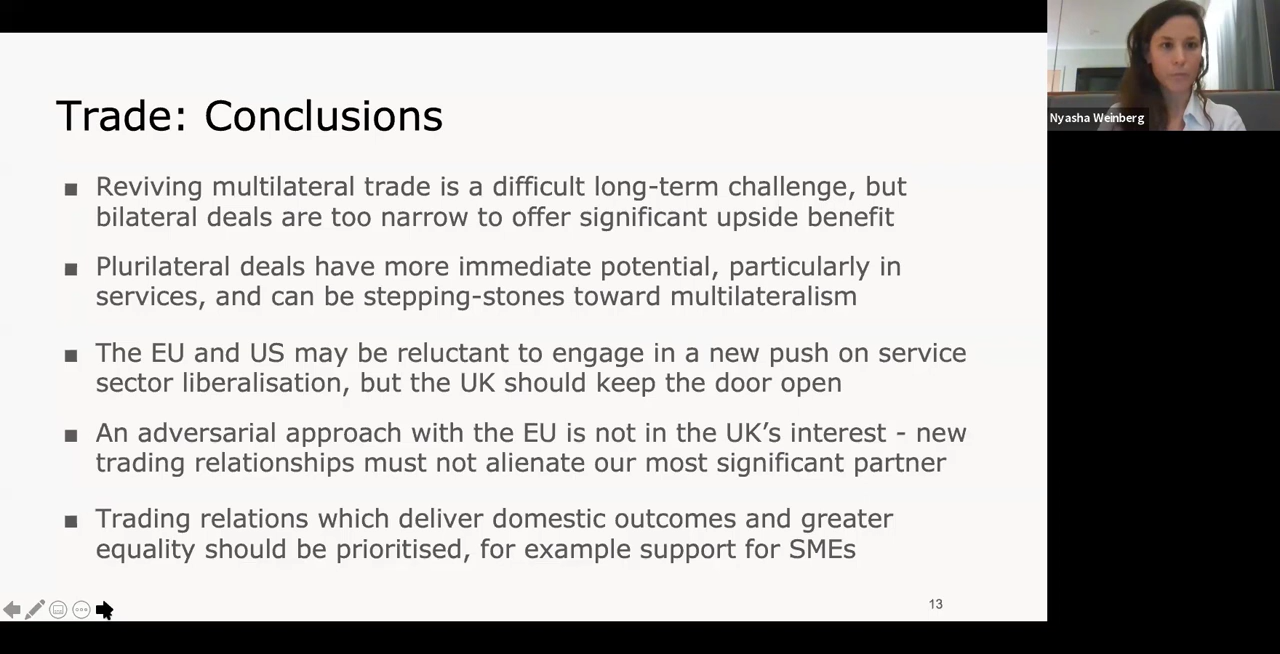 Trade: Conclusions
▪ Reviving multilateral trade is a difficult long-term challenge, but
bilateral deals are too narrow to offer significant upside benefit
▪ Plurilateral deals have more immediate potential, particularly in
services, and can be stepping-stones toward multilateralism
▪ The EU and US may be reluctant to engage in a new push on service
sector liberalisation, but the UK should keep the door open
▪ An adversarial approach with the EU is not in the UK’s interest - new
trading relationships must not alienate our most significant partner
▪ Trading relations which deliver domestic outcomes and greater
equality should be prioritised, for example support for SMEs
13
Nyasha Weinberg